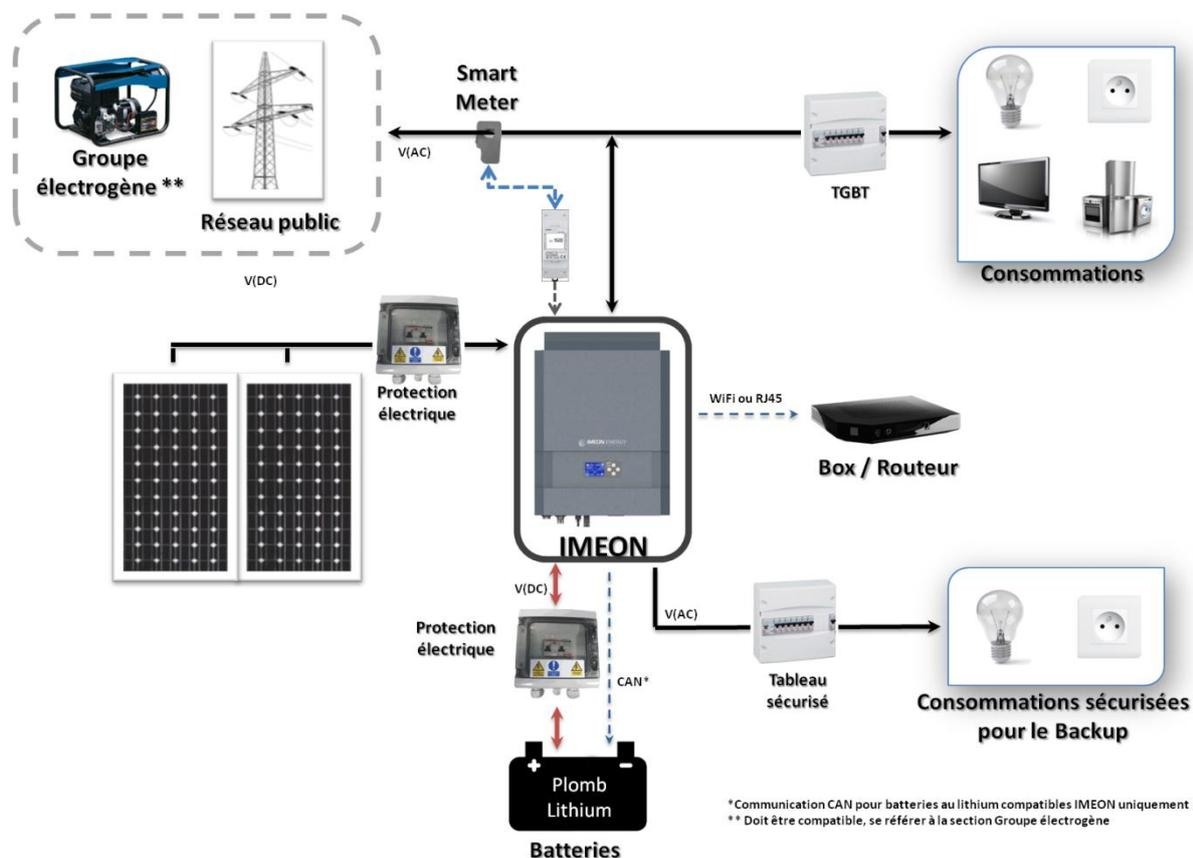 Groupe
électrogène **
Réseau public
V(AC)
Smart
Meter
TGBT
Consommations
V(DC)
Protection
électrique
IMEON ENERGY
IMEON
WiFi ou RJ45
Box / Routeur
V(DC)
Protection
électrique
CAN*
V(AC)
Tableau
sécurisé
Consommations sécurisées
pour le Backup
+
-
Plomb
Lithium
Batteries
*Communication CAN pour batteries au lithium compatibles IMEON uniquement
** Doit être compatible, se référer à la section Groupe électrogène